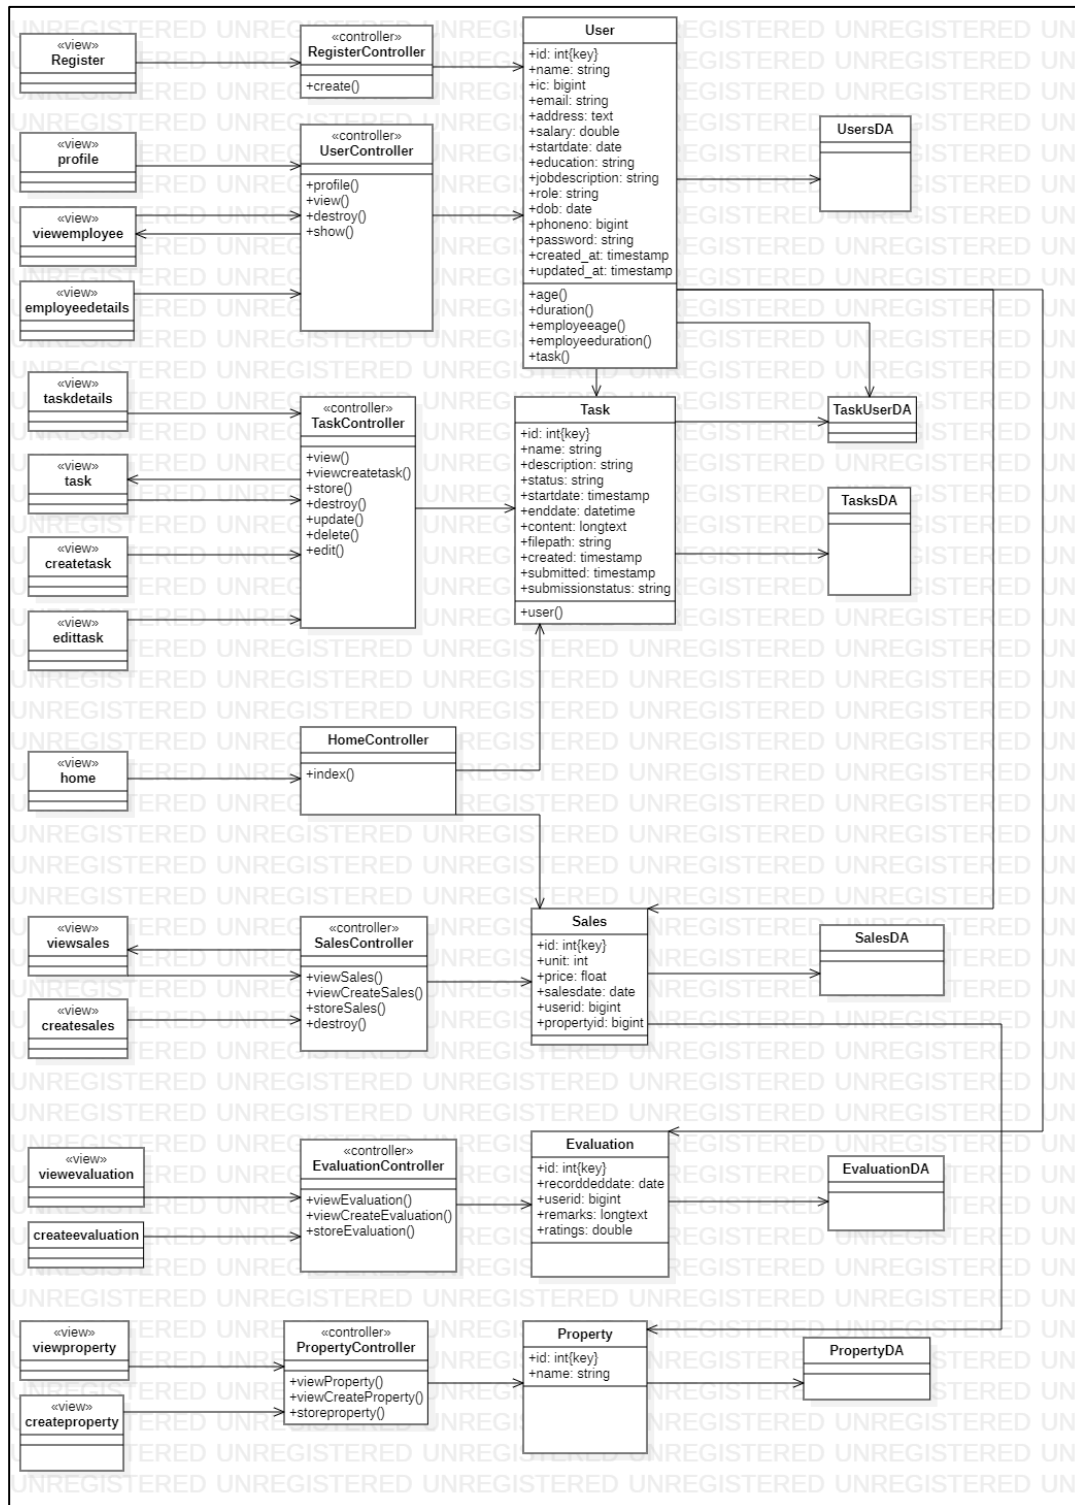 «view»
Register
«controller»
RegisterController
+create()
User
+id: int{key}
+name: string
+ic: bigint
+email: string
+address: text
+salary: double
+startdate: date
+education: string
+jobdescription: string
+role: string
+dob: date
+phoneno: bigint
+password: string
+created_at: timestamp
+updated_at: timestamp
+age()
+duration()
+employeeage()
+employeeduration()
+task()
UsersDA
«view»
profile
«controller»
UserController
+profile()
+view()
+destroy()
+show()
«view»
viewemployee
«view»
employeedetails
«view»
taskdetails
«controller»
TaskController
+view()
+viewcreatetask()
+store()
+destroy()
+update()
+delete()
+edit()
Task
+id: int{key}
+name: string
+description: string
+status: string
+startdate: timestamp
+enddate: datetime
+content: longtext
+filepath: string
+created: timestamp
+submitted: timestamp
+submissionstatus: string
+user()
TaskUserDA
TasksDA
«view»
task
«view»
createtask
«view»
edittask
«view»
home
HomeController
+index()
«view»
viewsales
«controller»
SalesController
+viewSales()
+viewCreateSales()
+storeSales()
+destroy()
Sales
+id: int{key}
+unit: int
+price: float
+salesdate: date
+userid: bigint
+propertyid: bigint
SalesDA
«view»
createsales
«view»
viewevaluation
«controller»
EvaluationController
+viewEvaluation()
+viewCreateEvaluation()
+storeEvaluation()
Evaluation
+id: int{key}
+recorddeddate: date
+userid: bigint
+remarks: longtext
+ratings: double
EvaluationDA
createevaluation
«view»
viewproperty
«controller»
PropertyController
+viewProperty()
+viewCreateProperty()
+storeproperty()
Property
+id: int{key}
+name: string
PropertyDA
«view»
createproperty
UNREGISTERED